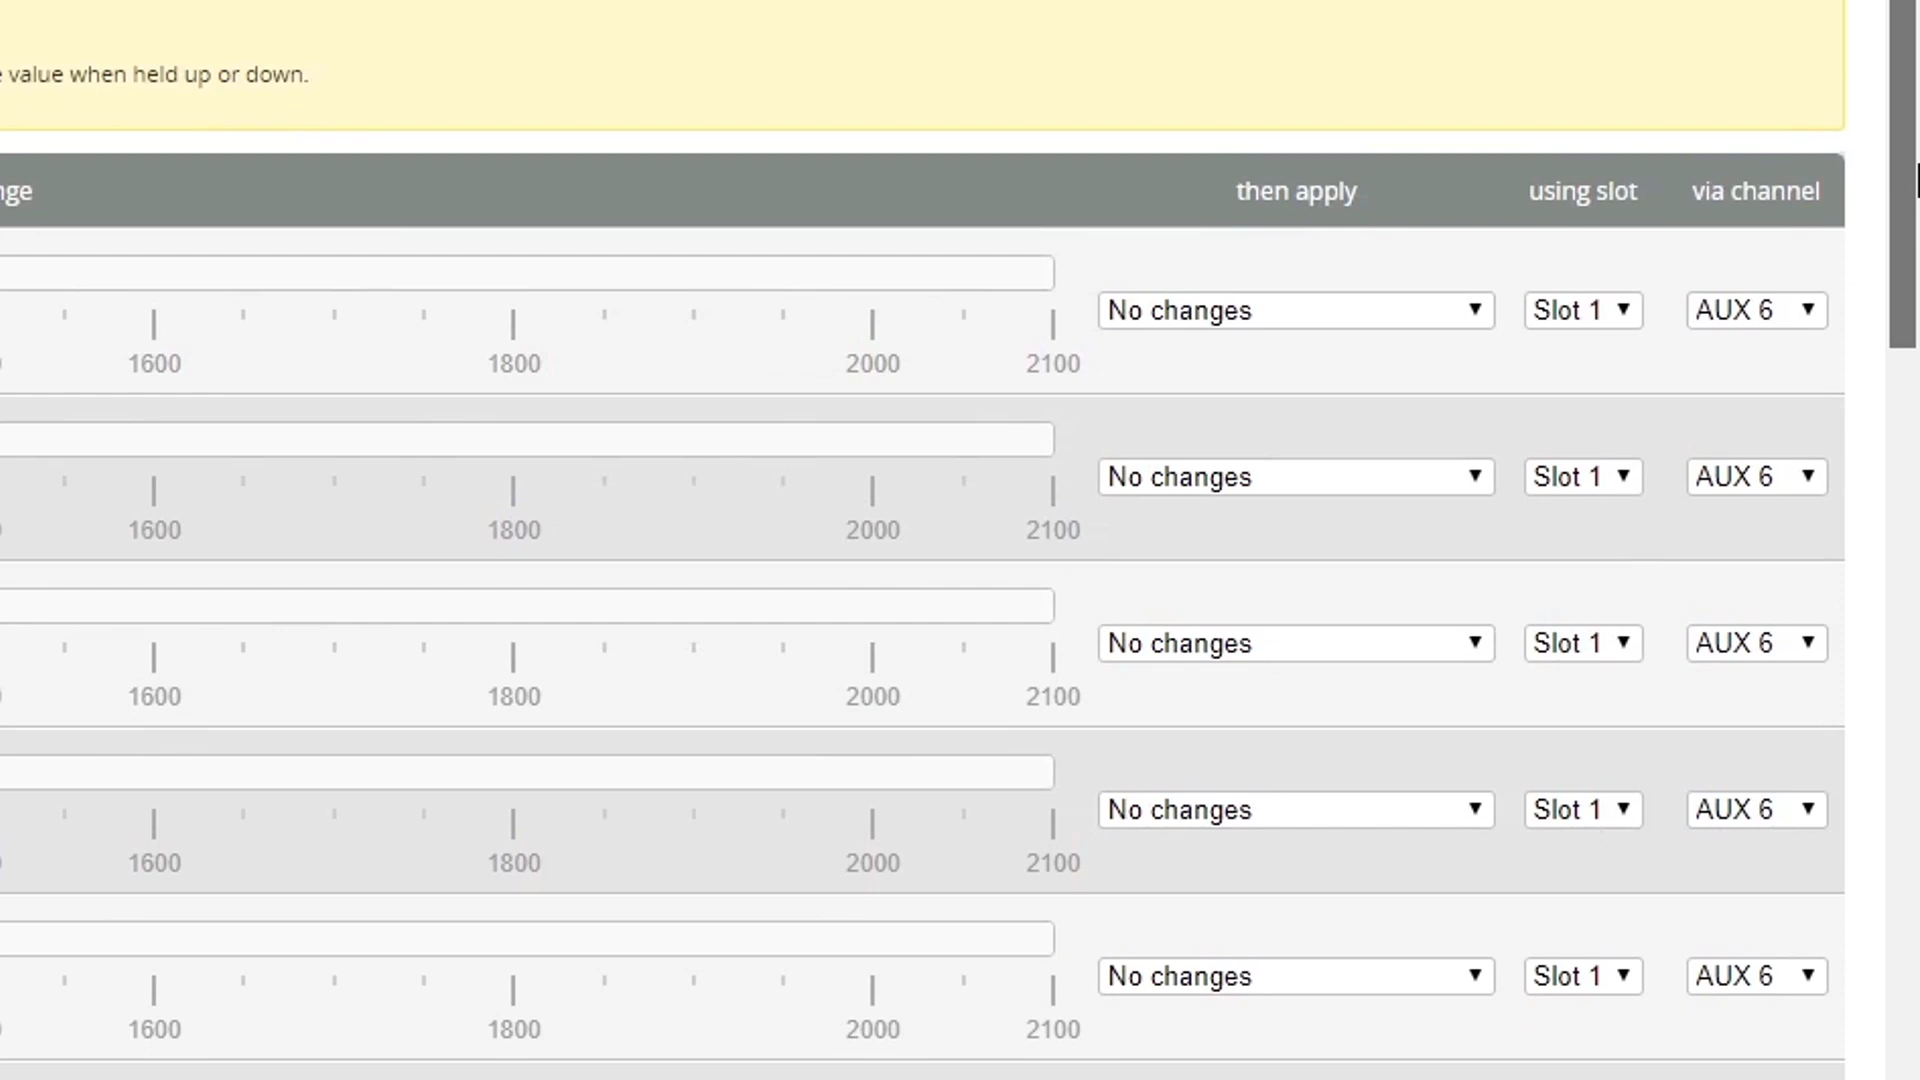 value when held up or down.
then apply using slot via channel
No changes Slot 1 AUX 6
1600 1800 2000 2100
No changes Slot 1 AUX 6
1600 1800 2000 2100
No changes Slot 1 AUX 6
1600 1800 2000 2100
No changes Slot 1 AUX 6
1600 1800 2000 2100
No changes Slot 1 AUX 6
1600 1800 2000 2100